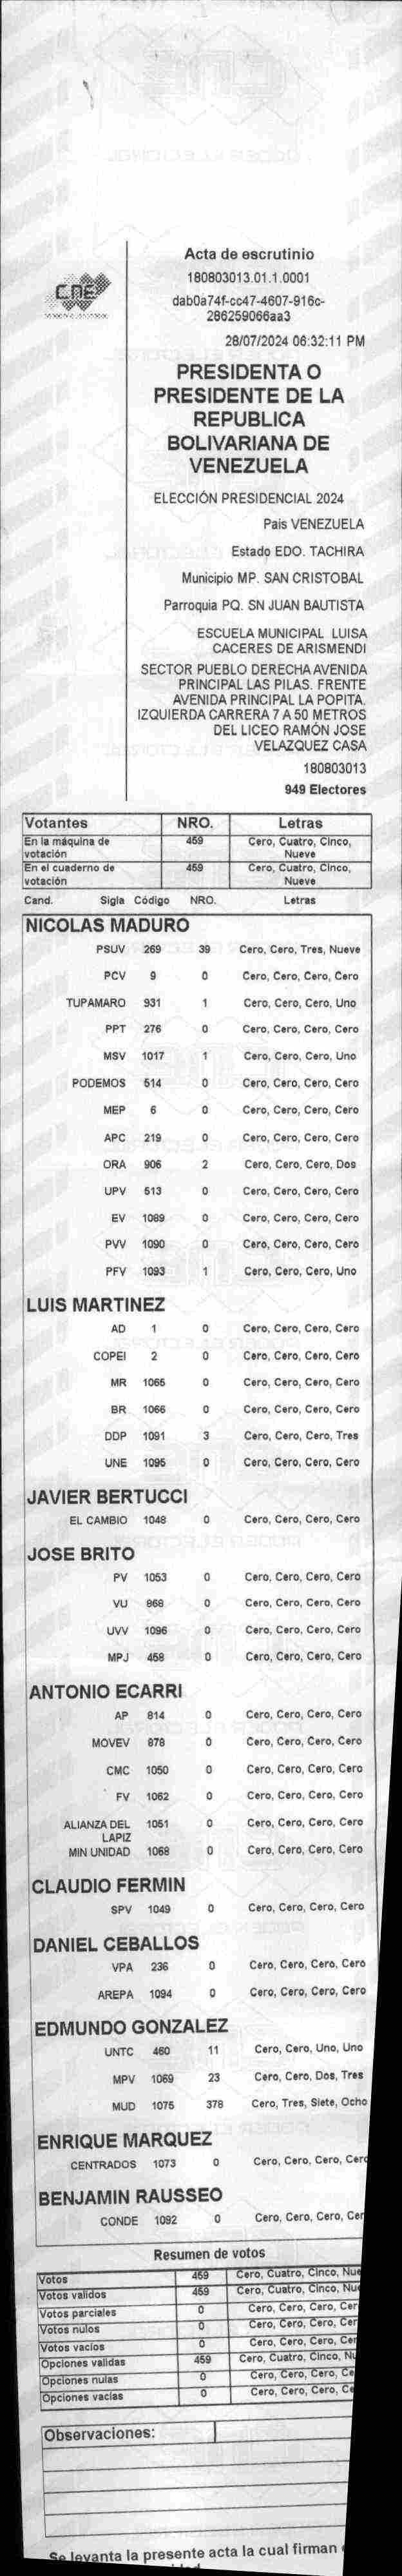 Acta de escrutinio
CNE
180803013.01.1.0001
dab0a74f-cc47-4607-916c-
286259066aa3
28/07/2024 06:32:11 PM
PRESIDENTA O
PRESIDENTE DE LA
REPUBLICA
BOLIVARIANA DE
VENEZUELA
ELECCIÓN PRESIDENCIAL 2024
País VENEZUELA
Estado EDO. TACHIRA
Municipio MP. SAN CRISTOBAL
Parroquia PQ. SN JUAN BAUTISTA
ESCUELA MUNICIPAL LUISA
CACERES DE ARISMENDI
SECTOR PUEBLO DERECHA AVENIDA
PRINCIPAL LAS PILAS. FRENTE
AVENIDA PRINCIPAL LA POPITA.
IZQUIERDA CARRERA 7 A 50 METROS
DEL LICEO RAMÓN JOSE
VELAZQUEZ CASA
180803013
949 Electores
Votantes NRO. Letras
En la máquina de votación 459 Cero, Cuatro, Cinco, Nueve
En el cuaderno de votación 459 Cero, Cuatro, Cinco, Nueve
Cand. Sigla Código NRO. Letras
NICOLAS MADURO
PSUV 269 39 Cero, Cero, Tres, Nueve
PCV 9 0 Cero, Cero, Cero, Cero
TUPAMARO 931 1 Cero, Cero, Cero, Uno
PPT 276 0 Cero, Cero, Cero, Cero
MSV 1017 1 Cero, Cero, Cero, Uno
PODEMOS 514 0 Cero, Cero, Cero, Cero
MEP 6 0 Cero, Cero, Cero, Cero
APC 219 0 Cero, Cero, Cero, Cero
ORA 906 2 Cero, Cero, Cero, Dos
UPV 513 0 Cero, Cero, Cero, Cero
EV 1089 0 Cero, Cero, Cero, Cero
PVV 1090 0 Cero, Cero, Cero, Cero
PFV 1093 1 Cero, Cero, Cero, Uno
LUIS MARTINEZ
AD 1 0 Cero, Cero, Cero, Cero
COPEI 2 0 Cero, Cero, Cero, Cero
MR 1065 0 Cero, Cero, Cero, Cero
BR 1066 0 Cero, Cero, Cero, Cero
DDP 1091 3 Cero, Cero, Cero, Tres
UNE 1095 0 Cero, Cero, Cero, Cero
JAVIER BERTUCCI
EL CAMBIO 1048 0 Cero, Cero, Cero, Cero
JOSE BRITO
PV 1053 0 Cero, Cero, Cero, Cero
VU 868 0 Cero, Cero, Cero, Cero
UVV 1096 0 Cero, Cero, Cero, Cero
MPJ 458 0 Cero, Cero, Cero, Cero
ANTONIO ECARRI
AP 814 0 Cero, Cero, Cero, Cero
MOVEV 878 0 Cero, Cero, Cero, Cero
CMC 1050 0 Cero, Cero, Cero, Cero
FV 1062 0 Cero, Cero, Cero, Cero
ALIANZA DEL LAPIZ 1051 0 Cero, Cero, Cero, Cero
MIN UNIDAD 1068 0 Cero, Cero, Cero, Cero
CLAUDIO FERMIN
SPV 1049 0 Cero, Cero, Cero, Cero
DANIEL CEBALLOS
VPA 236 0 Cero, Cero, Cero, Cero
AREPA 1094 0 Cero, Cero, Cero, Cero
EDMUNDO GONZALEZ
UNTC 460 11 Cero, Cero, Uno, Uno
MPV 1069 23 Cero, Cero, Dos, Tres
MUD 1075 378 Cero, Tres, Siete, Ocho
ENRIQUE MARQUEZ
CENTRADOS 1073 0 Cero, Cero, Cero, Cero
BENJAMIN RAUSSEO
CONDE 1092 0 Cero, Cero, Cero, Cer
Resumen de votos
Votos 459 Cero, Cuatro, Cinco, Nue
Votos validos 459 Cero, Cuatro, Cinco, Nu
Votos parciales 0 Cero, Cero, Cero, Cer
Votos nulos 0 Cero, Cero, Cero, Cer
Votos vacios 0 Cero, Cero, Cero, Cer
Opciones validas 459 Cero, Cuatro, Cinco, Nu
Opciones nulas 0 Cero, Cero, Cero, Ce
Opciones vacias 0 Cero, Cero, Cero, Ce
Observaciones:
Se levanta la presente acta la cual firman